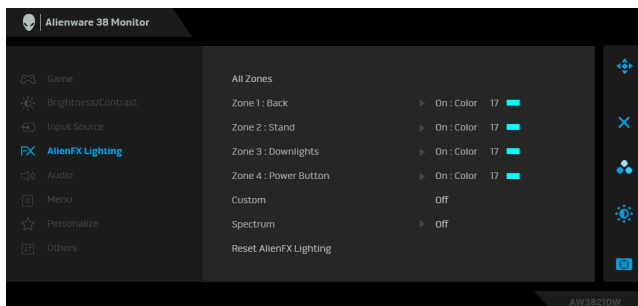 Alienware 38 Monitor
Game
Brightness/Contrast
Input Source
AlienFX Lighting
Audio
Menu
Personalize
Others
All Zones
Zone 1 : Back On : Color 17
Zone 2 : Stand On : Color 17
Zone 3 : Downlights On : Color 17
Zone 4 : Power Button On : Color 17
Custom Off
Spectrum Off
Reset AlienFX Lighting
AW3821DW